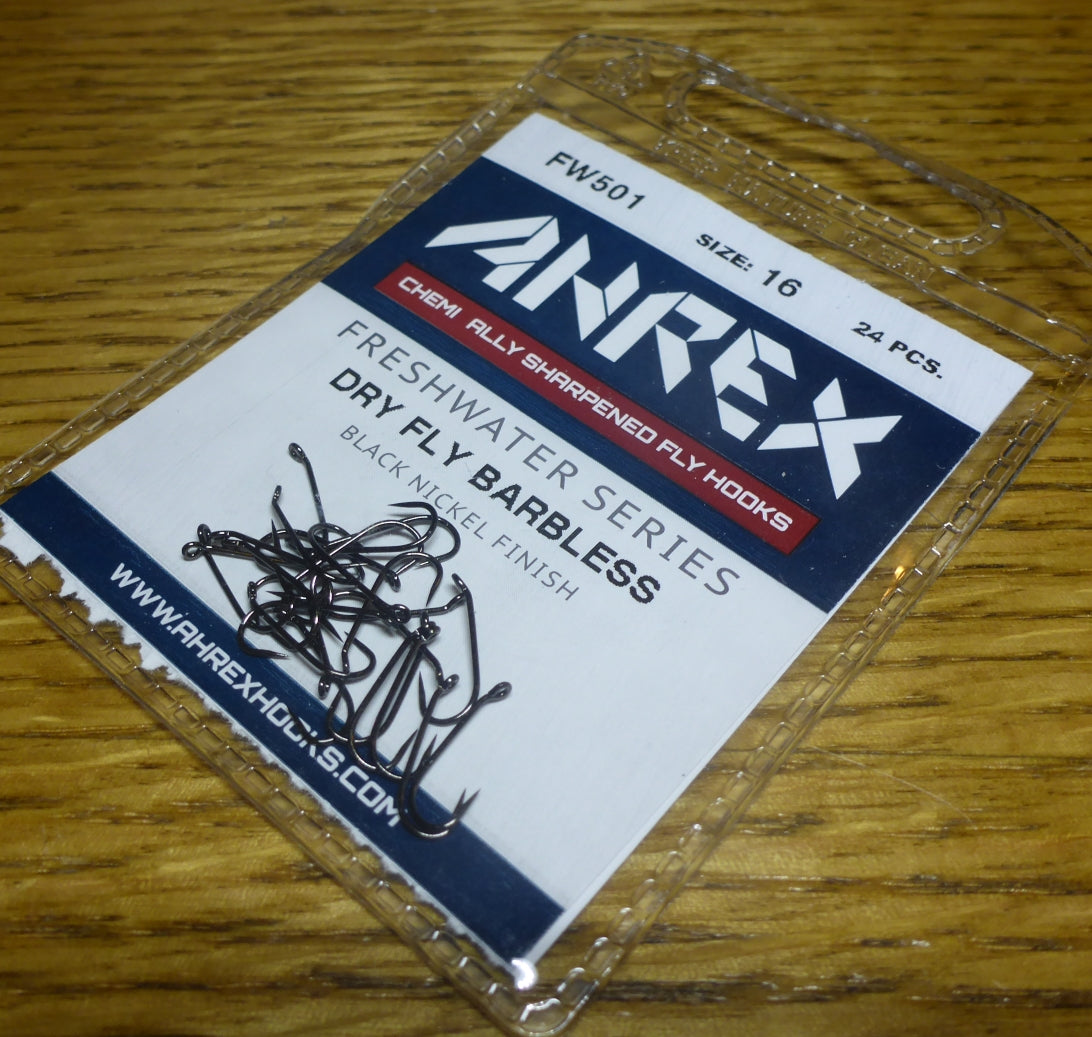 FW501 SIZE: 16 24 PCS.
AHREX
CHEMI ALLY SHARPENED FLY HOOKS
FRESHWATER SERIES
DRY FLY BARBLESS
BLACK NICKEL FINISH
WWW.AHREXHOOKS.COM